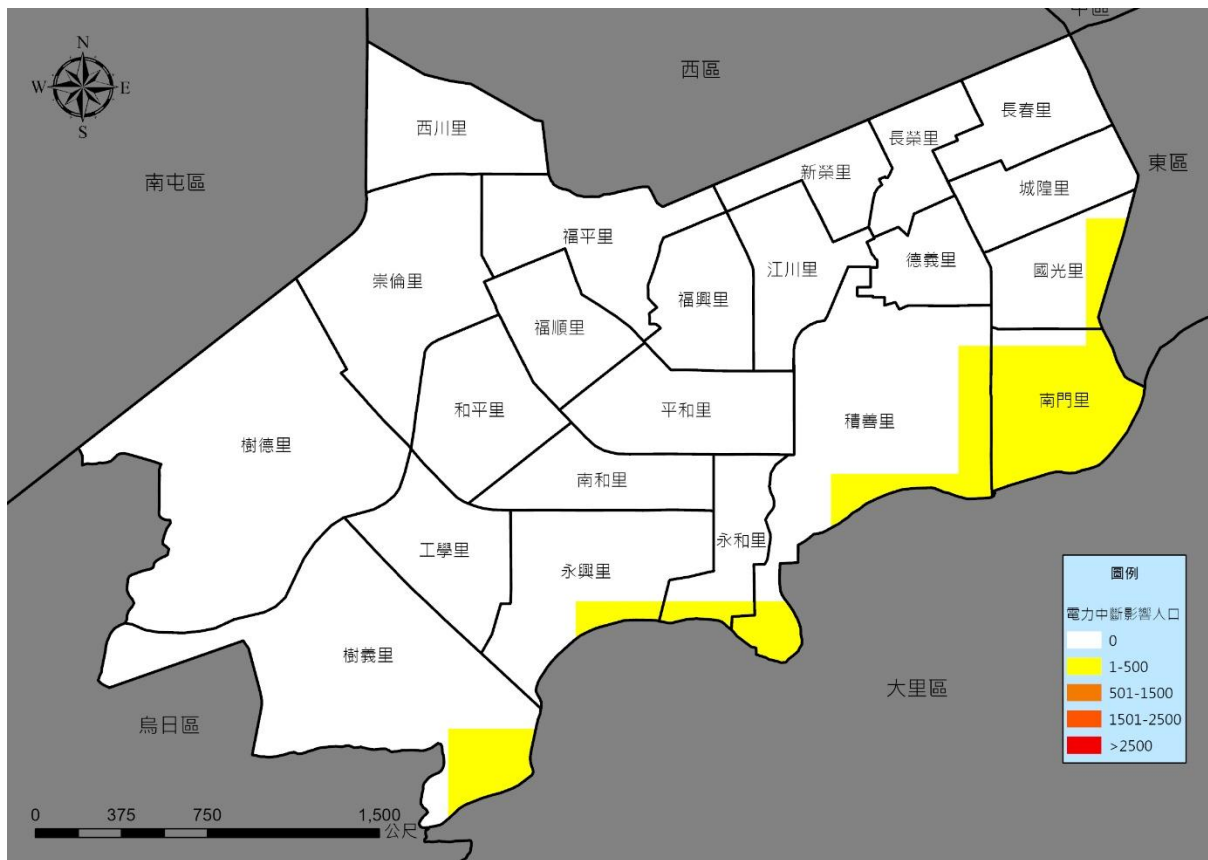 中區
N
W E
S
西區
長春里
西川里
長榮里
新榮里
東區
南屯區
城隍里
福平里
德義里
國光里
江川里
崇倫里
福興里
福順里
南門里
和平里
平和里
積善里
樹德里
南和里
永和里
工學里
永興里
樹義里
大里區
烏日區
圖例
電力中斷影響人口
0
1-500
501-1500
1501-2500
>2500
0 375 750 1,500
公尺